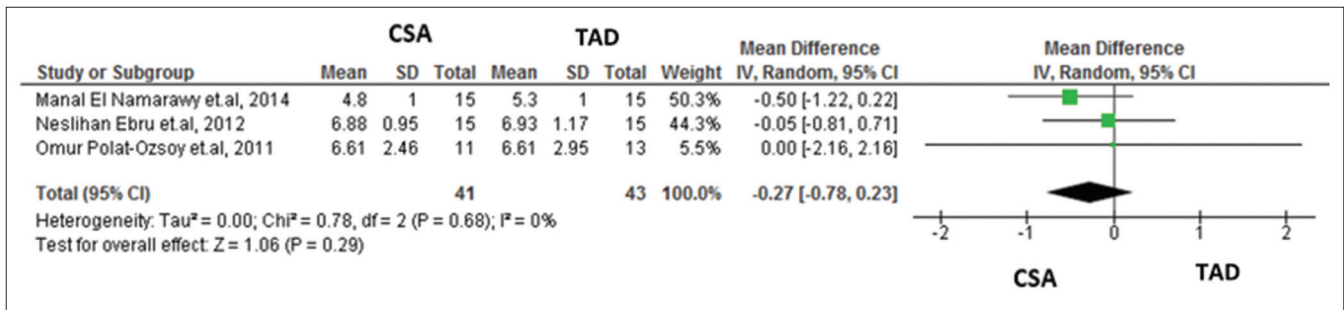 CSA TAD Mean Difference Mean Difference
Study or Subgroup Mean SD Total Mean SD Total Weight IV, Random, 95% CI IV, Random, 95% CI
Manal El Namarawy et.al, 2014 4.8 1 15 5.3 1 15 50.3% -0.50 [-1.22, 0.22]
Neslihan Ebru et.al, 2012 6.88 0.95 15 6.93 1.17 15 44.3% -0.05 [-0.81, 0.71]
Omur Polat-Ozsoy et.al, 2011 6.61 2.46 11 6.61 2.95 13 5.5% 0.00 [-2.16, 2.16]
Total (95% CI) 41 43 100.0% -0.27 [-0.78, 0.23]
Heterogeneity: Tau² = 0.00; Chi² = 0.78, df = 2 (P = 0.68); I² = 0%
Test for overall effect: Z = 1.06 (P = 0.29)
-2 -1 0 1 2
CSA TAD